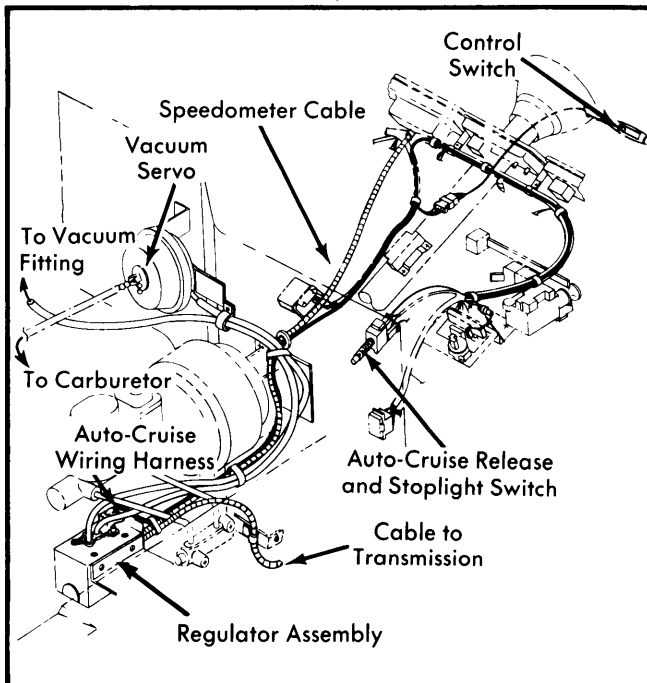 Control
Switch
Speedometer Cable
Vacuum
Servo
To Vacuum
Fitting
To Carburetor
Auto-Cruise
Wiring Harness
Auto-Cruise Release
and Stoplight Switch
Cable to
Transmission
Regulator Assembly